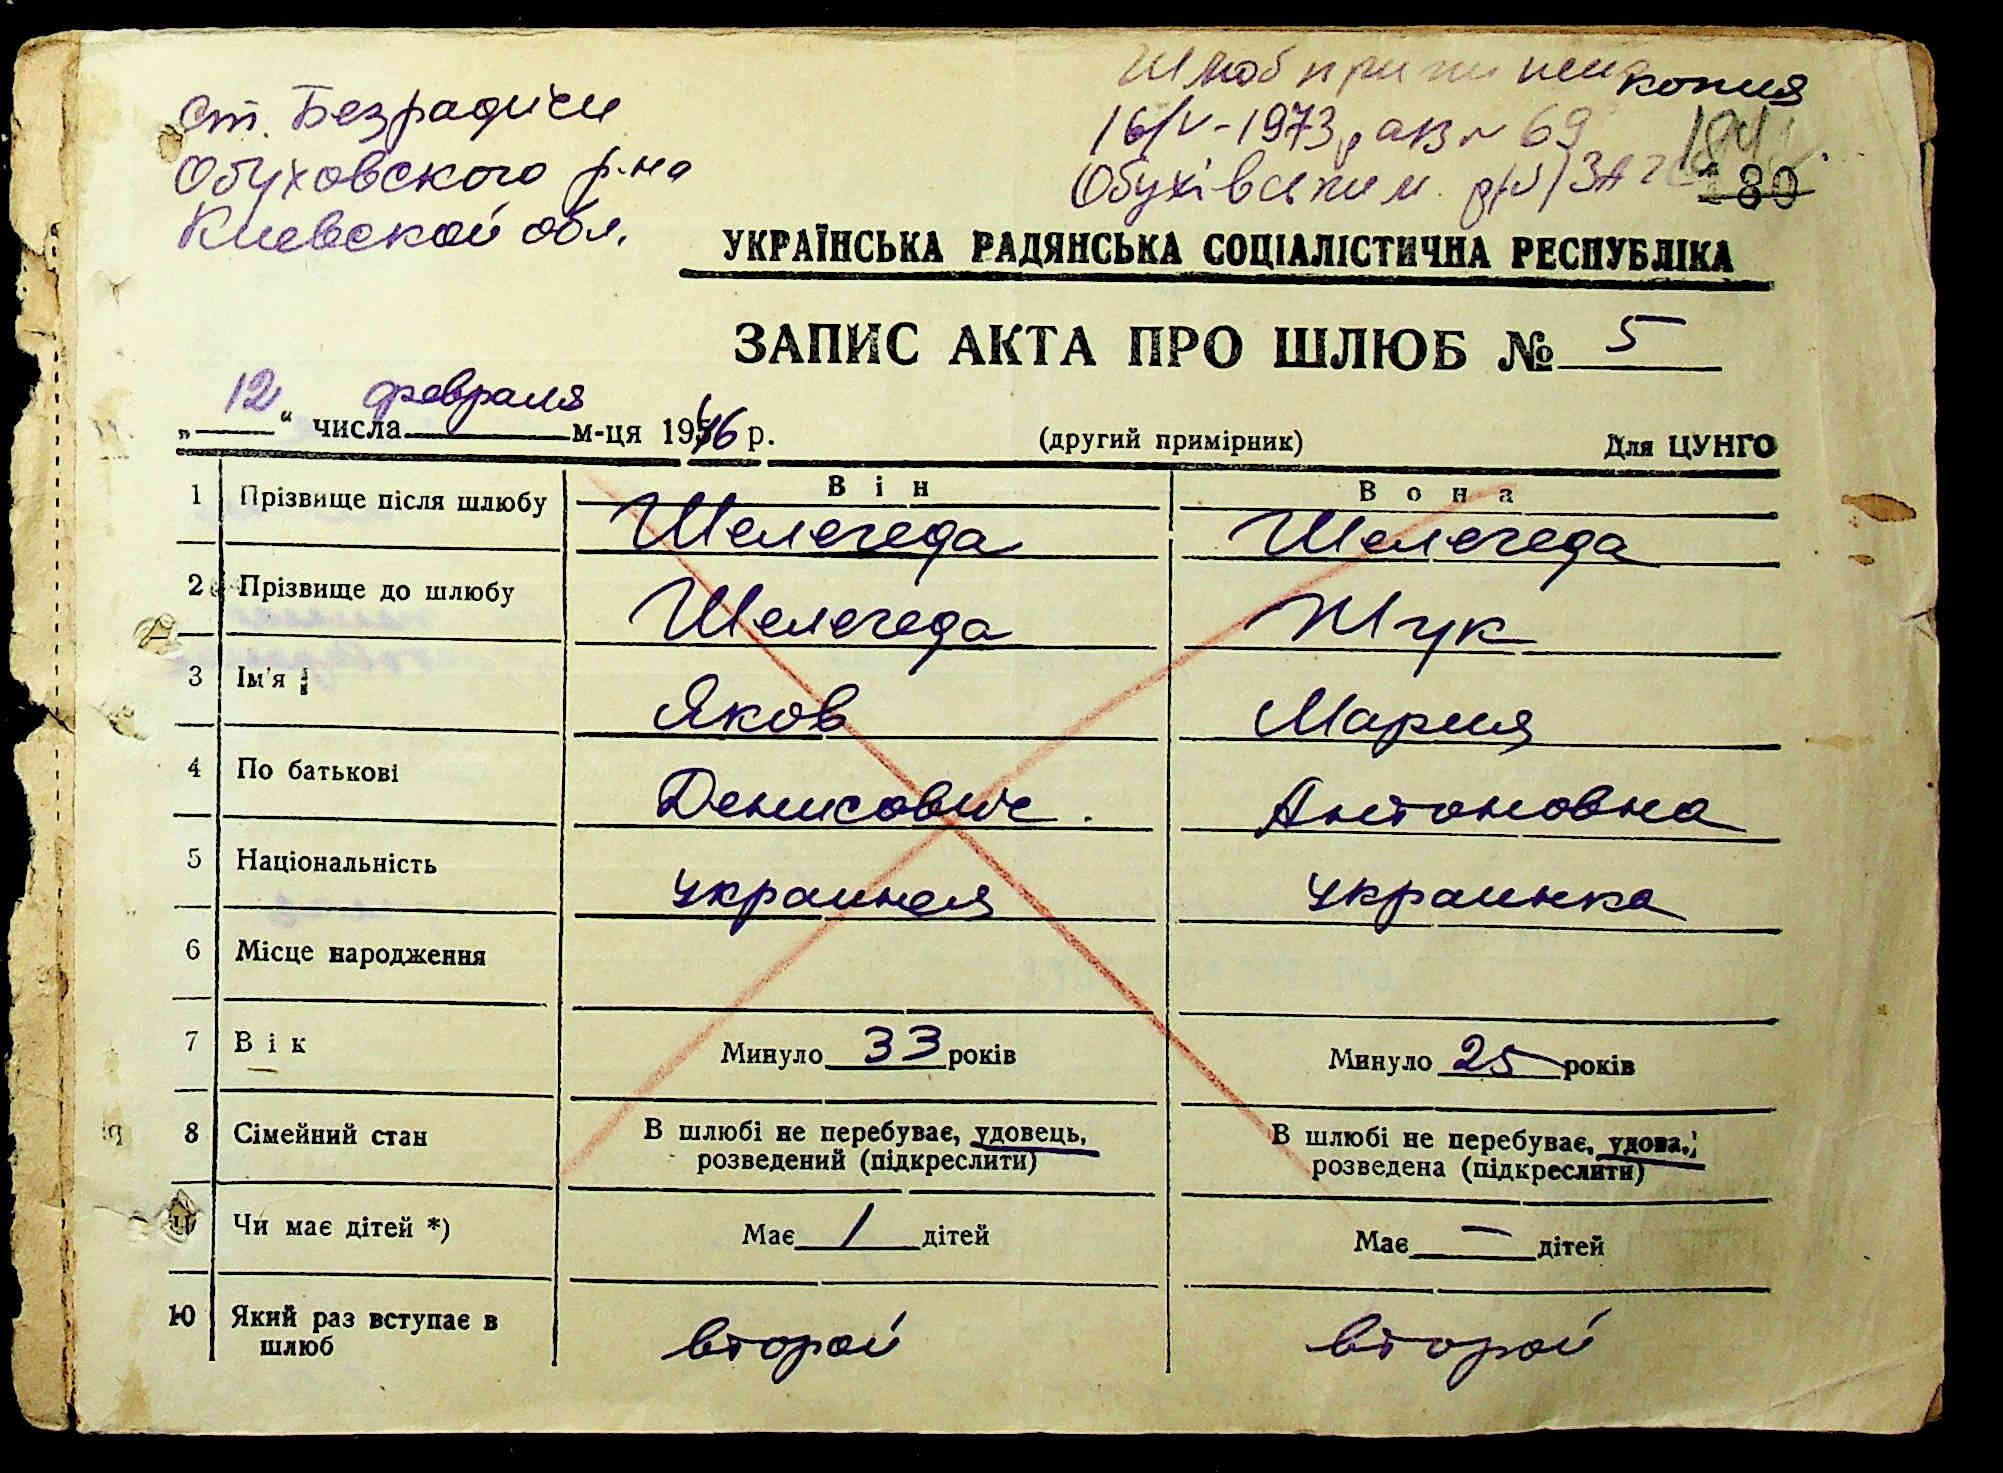 Ст. Безрадичи
Обуховского р-на
Киевской обл.
Шлюб припинено
копия
16/V-1973р ак з № 69
Обухівським р/в ЗАГС
180
УКРАЇНСЬКА РАДЯНСЬКА СОЦІАЛІСТИЧНА РЕСПУБЛІКА
ЗАПИС АКТА ПРО ШЛЮБ № 5
„12“ числа февраля м-ця 1946 р. (другий примірник) Для ЦУНГО
Він Вона
1 Прізвище після шлюбу Шелегеда Шелегеда
2 Прізвище до шлюбу Шелегеда Жук
3 Ім'я Яков Мария
4 По батькові Денисович. Антоновна
5 Національність украинец украинка
6 Місце народження
7 Вік Минуло 33 років Минуло 25 років
8 Сімейний стан В шлюбі не перебуває, удовець, розведений (підкреслити) В шлюбі не перебуває, удова, розведена (підкреслити)
Чи має дітей *) Має 1 дітей Має — дітей
10 Який раз вступає в шлюб второй второй